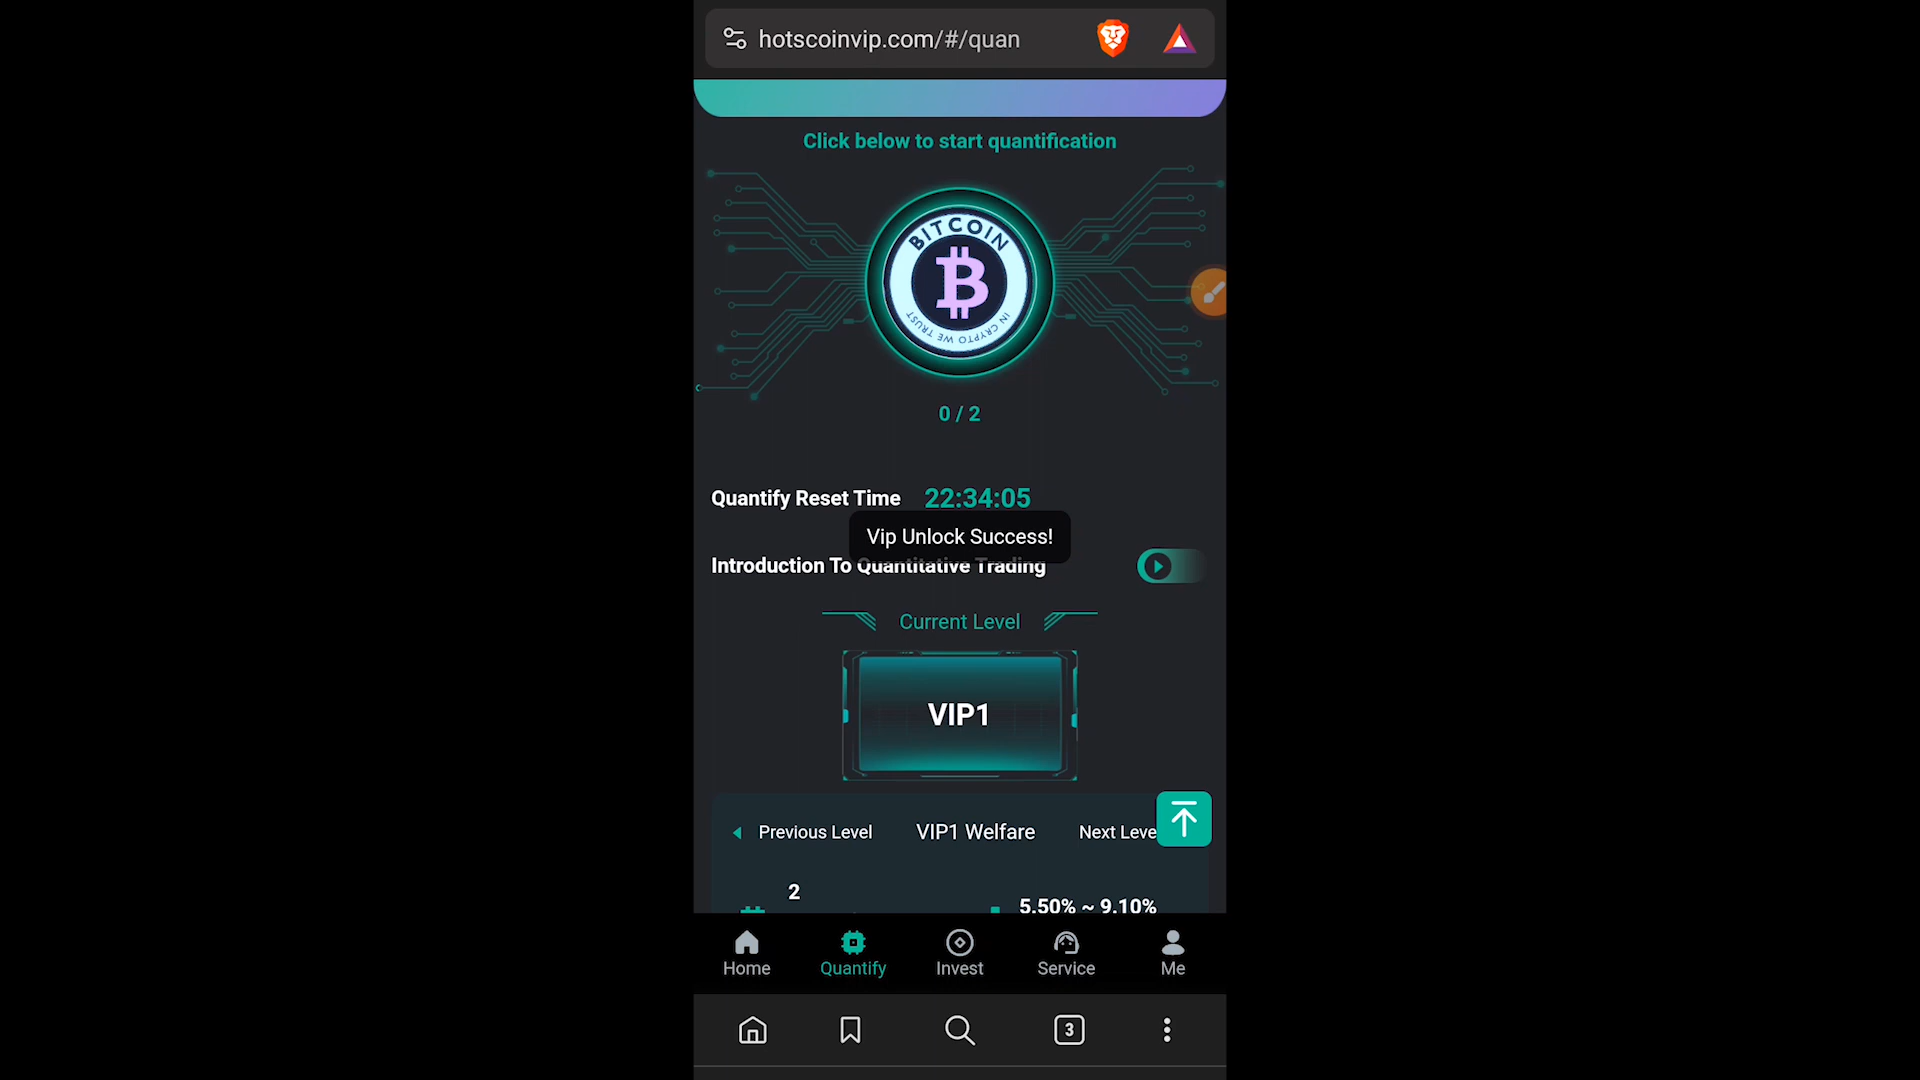 hotscoinvip.com/#/quan
Click below to start quantification
BITCOIN
B
IN CRYPTO WE TRUST
0 / 2
Quantify Reset Time 22:34:05
Vip Unlock Success!
Introduction To Quantitative Trading
Current Level
VIP1
Previous Level VIP1 Welfare Next Leve
2
5.50% ~ 9.10%
Home Quantify Invest Service Me
3